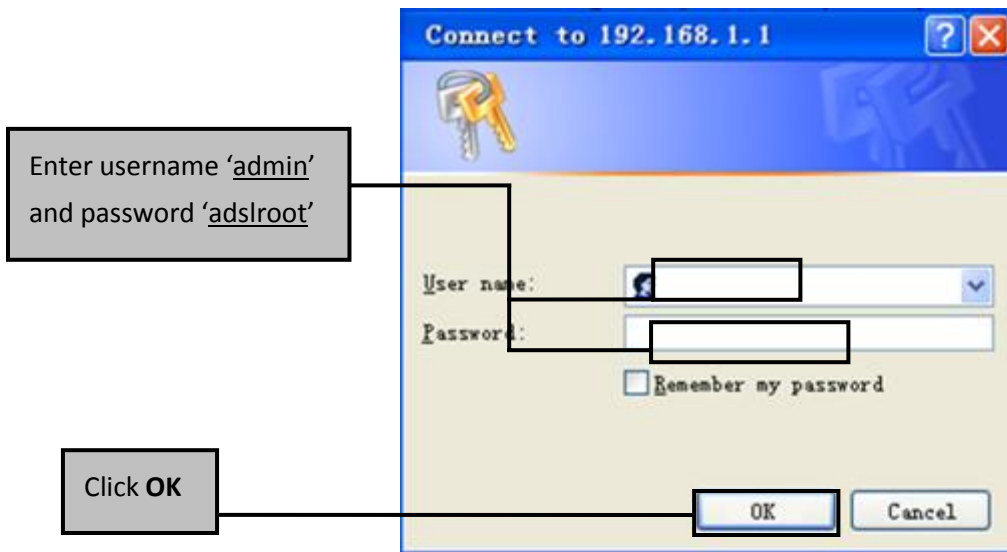 Connect to 192.168.1.1
Enter username ‘admin’
and password ‘adslroot’
User name:
Password:
Remember my password
Click OK
OK
Cancel